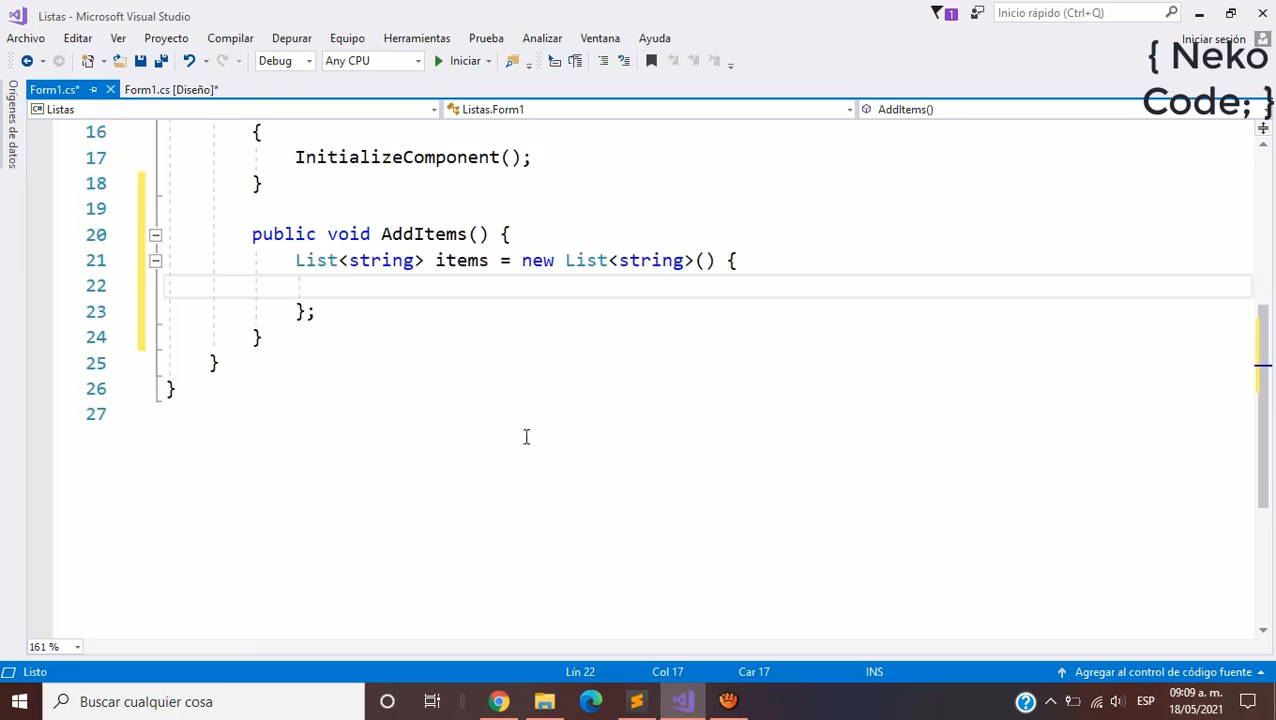 Listas - Microsoft Visual Studio
1
Inicio rápido (Ctrl+Q)
Archivo Editar Ver Proyecto Compilar Depurar Equipo Herramientas Prueba Analizar Ventana Ayuda
Iniciar sesión
Debug Any CPU Iniciar
{ Neko
Code; }
Form1.cs* Form1.cs [Diseño]*
Orígenes de datos
Listas Listas.Form1 AddItems()
16 {
17 InitializeComponent();
18 }
19
20 public void AddItems() {
21 List<string> items = new List<string>() {
22
23 };
24 }
25 }
26 }
27
161 %
Listo Lín 22 Col 17 Car 17 INS Agregar al control de código fuente
Buscar cualquier cosa
ESP
09:09 a. m.
18/05/2021